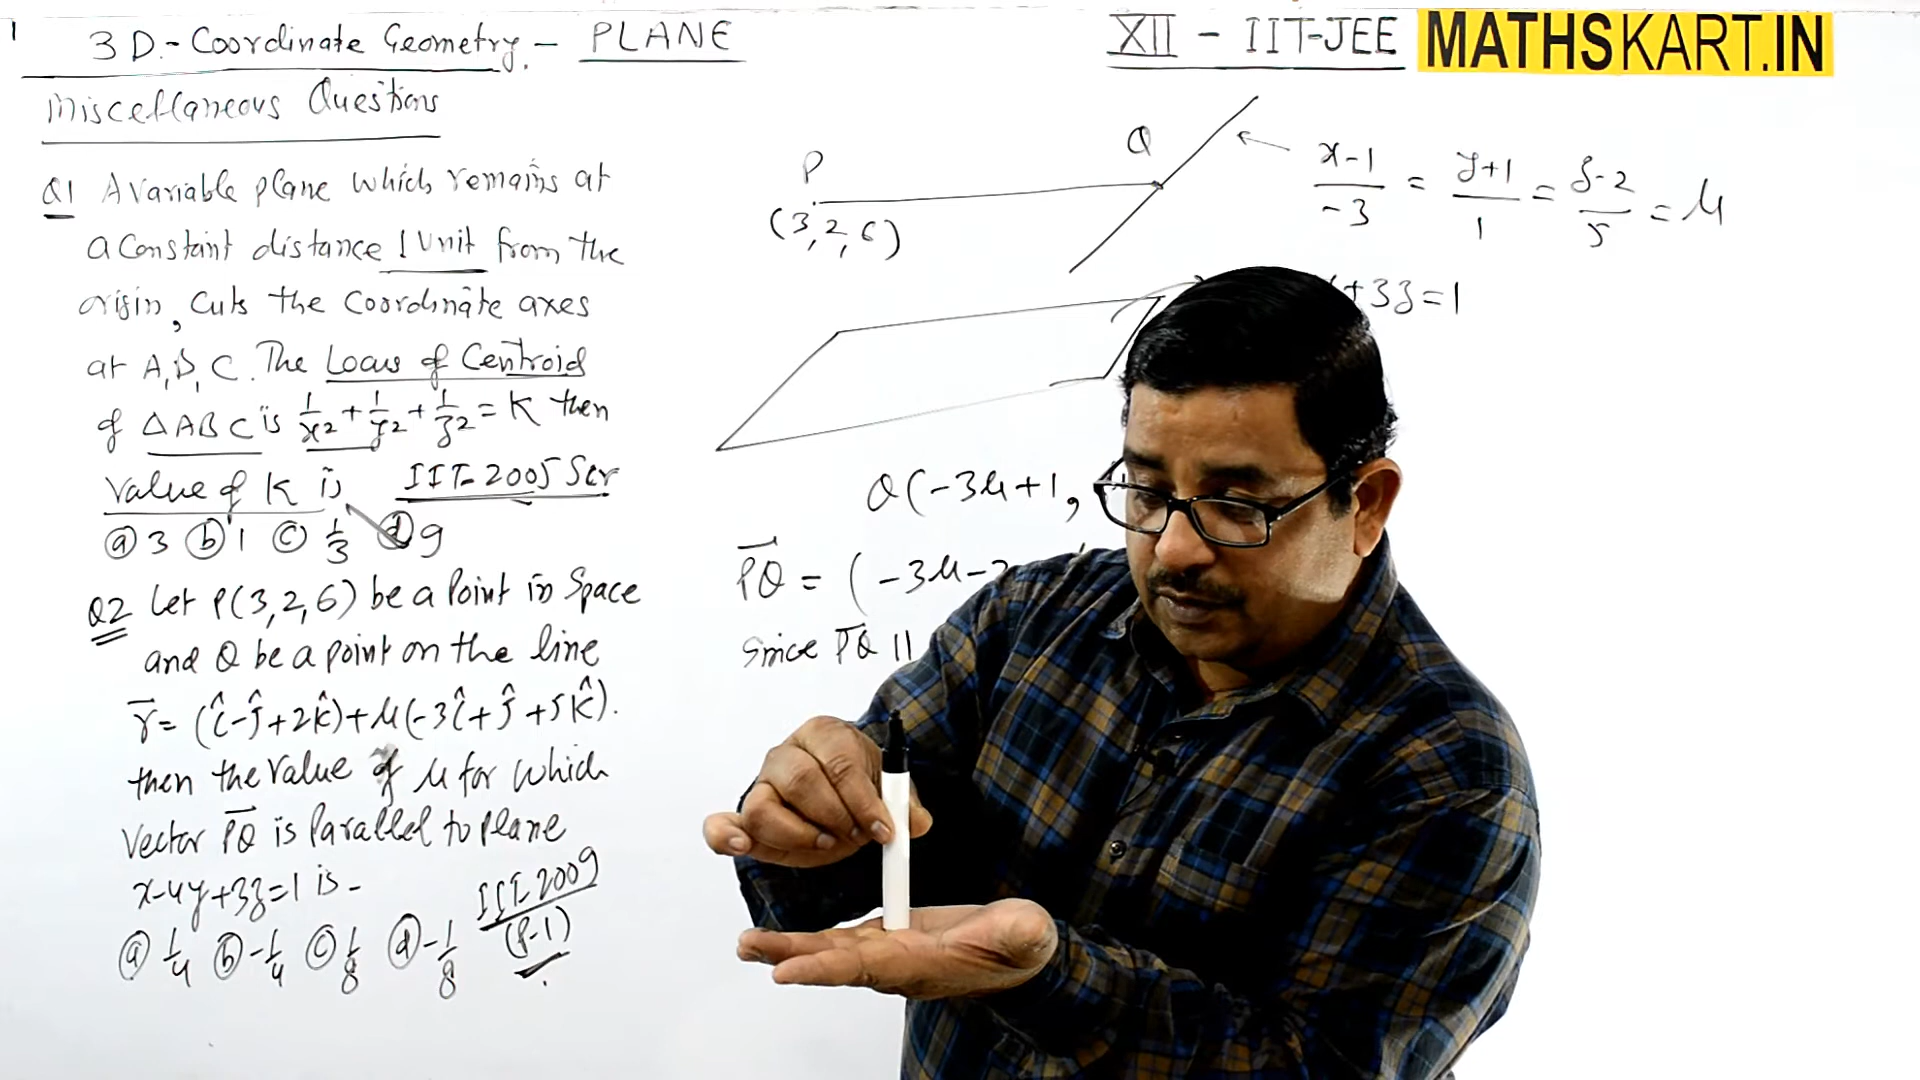 1
3D.-Coordinate Geometry.- PLANE
XII - IIT-JEE MATHSKART.IN
Miscellaneous Questions
Q1 A variable plane which remains at
a constant distance 1 Unit from the
origin, cuts the coordinate axes
at A, B, C. The Locus of Centroid
of △ABC is 1/x² + 1/y² + 1/z² = K then
value of K is IIT-2005 Scr
ⓐ 3 ⓑ 1 ⓒ 1/3 ⓓ 9
Q2 Let P(3,2,6) be a Point in Space
and Q be a point on the line
r⃗ = (î-ĵ+2k̂)+μ(-3î+ĵ+5k̂).
then the value of μ for which
vector PQ is Parallel to plane
x-4y+3z=1 is -
IIT-2009
(P-1)
ⓐ 1/4 ⓑ -1/4 ⓒ 1/8 ⓓ -1/8
P
(3,2,6)
Q
(x-1)/-3 = (y+1)/1 = (z-2)/5 = μ
+3z=1
Q(-3μ+1,
PQ = (-3μ-2
Since PQ ||